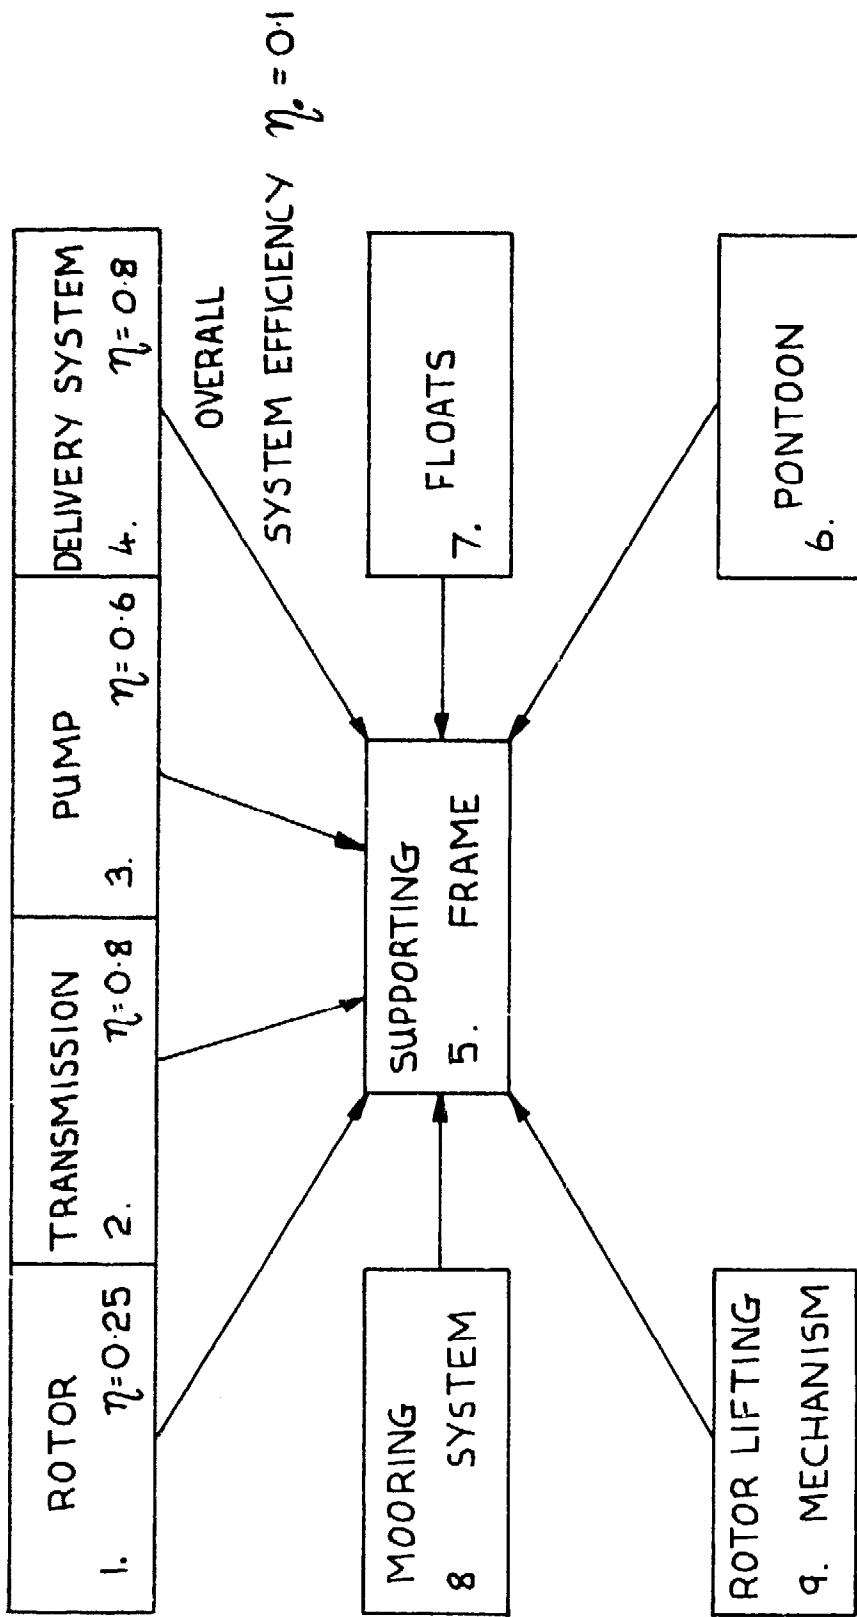 ROTOR
1. η=0.25
TRANSMISSION
2. η=0.8
PUMP
3. η=0.6
DELIVERY SYSTEM
4. η=0.8
OVERALL
SYSTEM EFFICIENCY η. =0.1
MOORING
8 SYSTEM
SUPPORTING
5. FRAME
7. FLOATS
ROTOR LIFTING
9. MECHANISM
PONTOON
6.